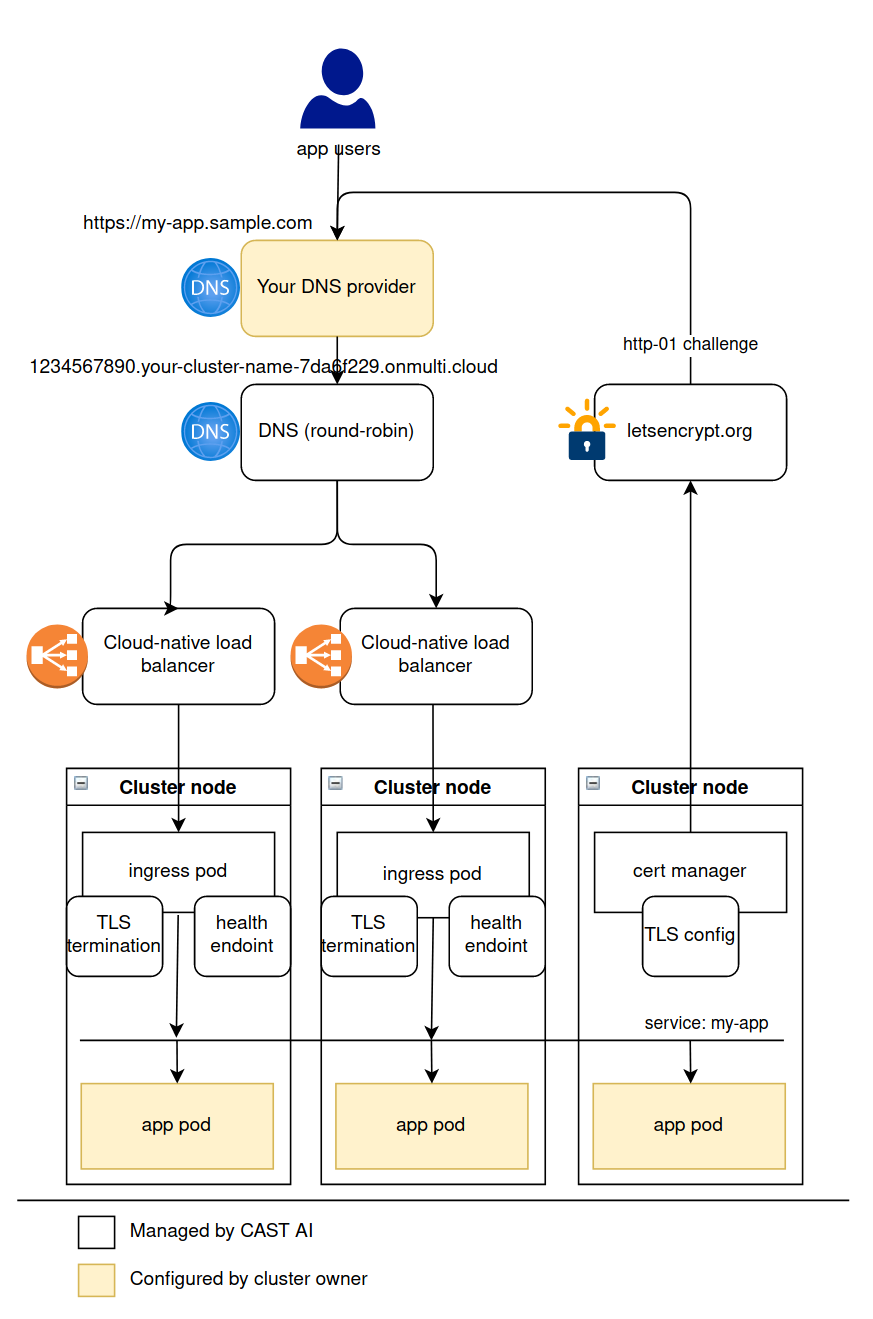 app users
https://my-app.sample.com
DNS
Your DNS provider
http-01 challenge
1234567890.your-cluster-name-7da6f229.onmulti.cloud
DNS
DNS (round-robin)
letsencrypt.org
Cloud-native load
balancer
Cloud-native load
balancer
Cluster node
Cluster node
Cluster node
ingress pod
ingress pod
cert manager
TLS
termination
health
endoint
TLS
termination
health
endoint
TLS config
service: my-app
app pod
app pod
app pod
Managed by CAST AI
Configured by cluster owner